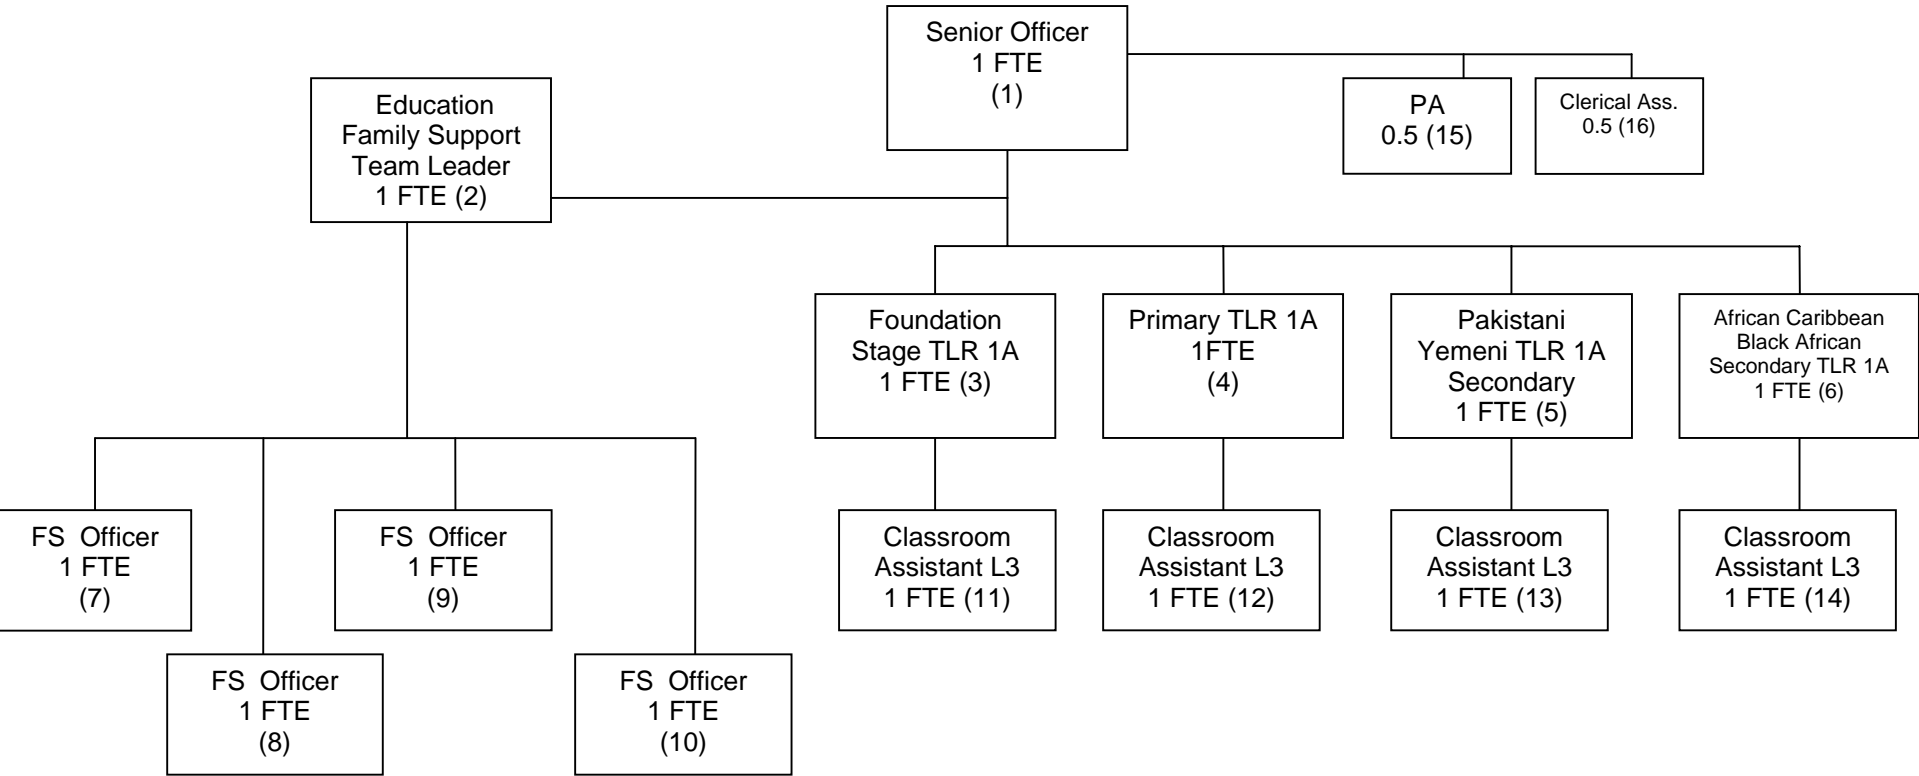 Senior Officer
1 FTE
(1)
Education
Family Support
Team Leader
1 FTE (2)
PA
0.5 (15)
Clerical Ass.
0.5 (16)
Foundation
Stage TLR 1A
1 FTE (3)
Primary TLR 1A
1FTE
(4)
Pakistani
Yemeni TLR 1A
Secondary
1 FTE (5)
African Caribbean
Black African
Secondary TLR 1A
1 FTE (6)
FS  Officer
1 FTE
(7)
FS  Officer
1 FTE
(9)
Classroom
Assistant L3
1 FTE (11)
Classroom
Assistant L3
1 FTE (12)
Classroom
Assistant L3
1 FTE (13)
Classroom
Assistant L3
1 FTE (14)
FS  Officer
1 FTE
(8)
FS  Officer
1 FTE
(10)